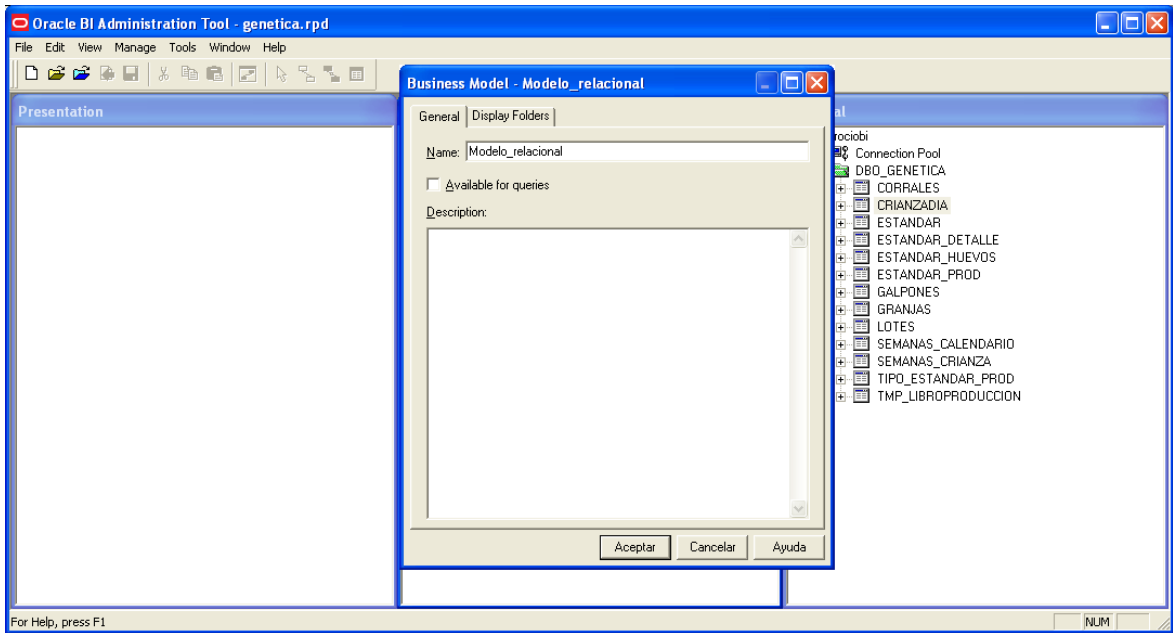 Oracle BI Administration Tool - genetica.rpd
File Edit View Manage Tools Window Help
Presentation
Business Model - Modelo_relacional
General Display Folders
Name: Modelo_relacional
Available for queries
Description:
Aceptar Cancelar Ayuda
al
rociobi
Connection Pool
DBO_GENETICA
CORRALES
CRIANZADIA
ESTANDAR
ESTANDAR_DETALLE
ESTANDAR_HUEVOS
ESTANDAR_PROD
GALPONES
GRANJAS
LOTES
SEMANAS_CALENDARIO
SEMANAS_CRIANZA
TIPO_ESTANDAR_PROD
TMP_LIBROPRODUCCION
For Help, press F1
NUM